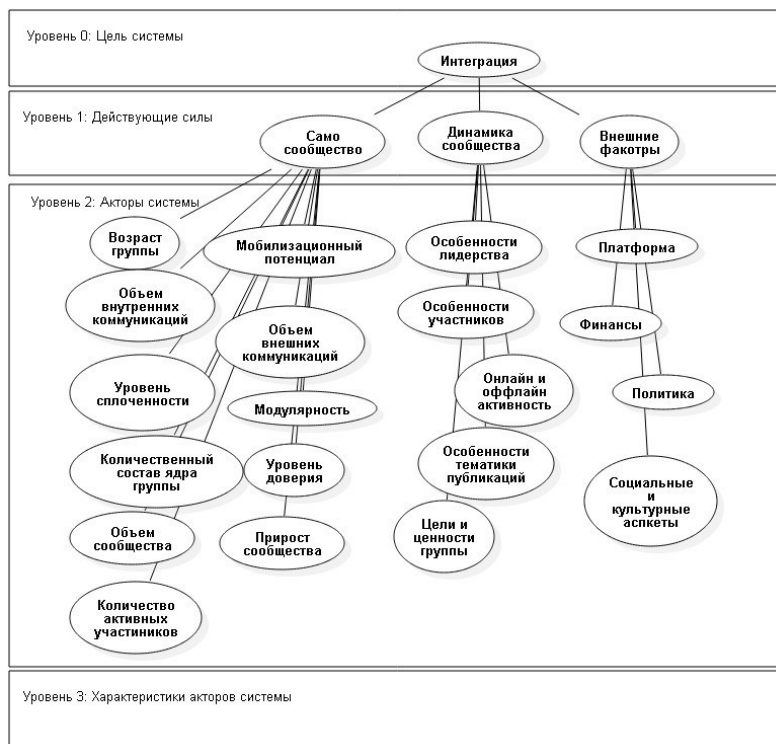 Уровень 0: Цель системы
Интеграция
Уровень 1: Действующие силы
Само
сообщество
Динамика
сообщества
Внешние
факотры
Уровень 2: Акторы системы
Возраст
группы
Мобилизационный
потенциал
Особенности
лидерства
Платформа
Объем
внутренних
коммуникаций
Особенности
участников
Финансы
Объем
внешних
коммуникаций
Уровень
сплоченности
Онлайн и
оффлайн
активность
Политика
Модулярность
Количественный
состав ядра
группы
Уровень
доверия
Особенности
тематики
публикаций
Социальные
и
культурные
аспкеты
Объем
сообщества
Прирост
сообщества
Цели и
ценности
группы
Количество
активных
участиников
Уровень 3: Характеристики акторов системы